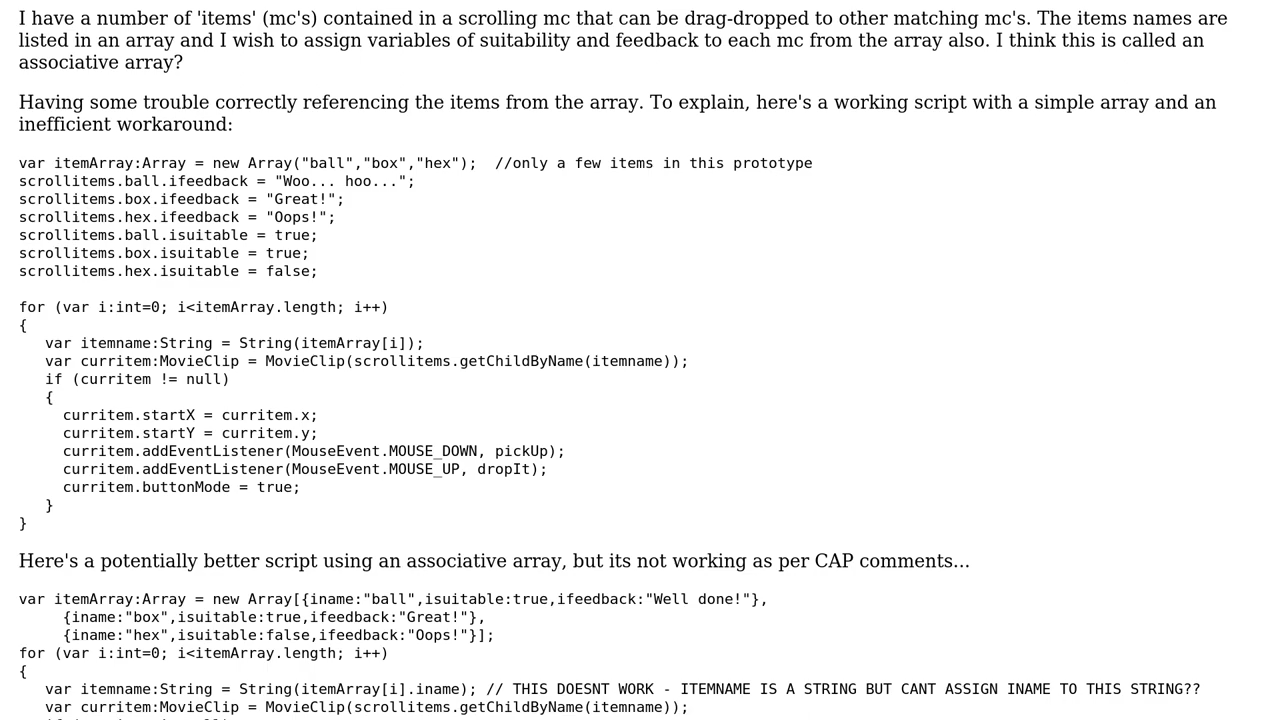 I have a number of 'items' (mc's) contained in a scrolling mc that can be drag-dropped to other matching mc's. The items names are
listed in an array and I wish to assign variables of suitability and feedback to each mc from the array also. I think this is called an
associative array?
Having some trouble correctly referencing the items from the array. To explain, here's a working script with a simple array and an
inefficient workaround:
var itemArray:Array = new Array("ball","box","hex");  //only a few items in this prototype
scrollitems.ball.ifeedback = "Woo... hoo...";
scrollitems.box.ifeedback = "Great!";
scrollitems.hex.ifeedback = "Oops!";
scrollitems.ball.isuitable = true;
scrollitems.box.isuitable = true;
scrollitems.hex.isuitable = false;
for (var i:int=0; i<itemArray.length; i++)
{
   var itemname:String = String(itemArray[i]);
   var curritem:MovieClip = MovieClip(scrollitems.getChildByName(itemname));
   if (curritem != null)
   {
     curritem.startX = curritem.x;
     curritem.startY = curritem.y;
     curritem.addEventListener(MouseEvent.MOUSE_DOWN, pickUp);
     curritem.addEventListener(MouseEvent.MOUSE_UP, dropIt);
     curritem.buttonMode = true;
   }
}
Here's a potentially better script using an associative array, but its not working as per CAP comments...
var itemArray:Array = new Array[{iname:"ball",isuitable:true,ifeedback:"Well done!"},
     {iname:"box",isuitable:true,ifeedback:"Great!"},
     {iname:"hex",isuitable:false,ifeedback:"Oops!"}];
for (var i:int=0; i<itemArray.length; i++)
{
   var itemname:String = String(itemArray[i].iname); // THIS DOESNT WORK - ITEMNAME IS A STRING BUT CANT ASSIGN INAME TO THIS STRING??
   var curritem:MovieClip = MovieClip(scrollitems.getChildByName(itemname));